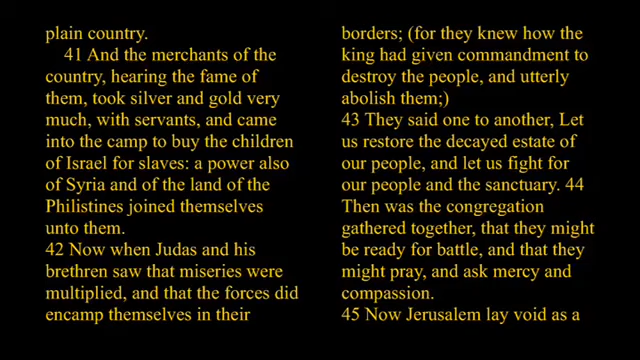 plain country.
41 And the merchants of the
country, hearing the fame of
them, took silver and gold very
much, with servants, and came
into the camp to buy the children
of Israel for slaves: a power also
of Syria and of the land of the
Philistines joined themselves
unto them.
42 Now when Judas and his
brethren saw that miseries were
multiplied, and that the forces did
encamp themselves in their
borders; (for they knew how the
king had given commandment to
destroy the people, and utterly
abolish them;)
43 They said one to another, Let
us restore the decayed estate of
our people, and let us fight for
our people and the sanctuary. 44
Then was the congregation
gathered together, that they might
be ready for battle, and that they
might pray, and ask mercy and
compassion.
45 Now Jerusalem lay void as a